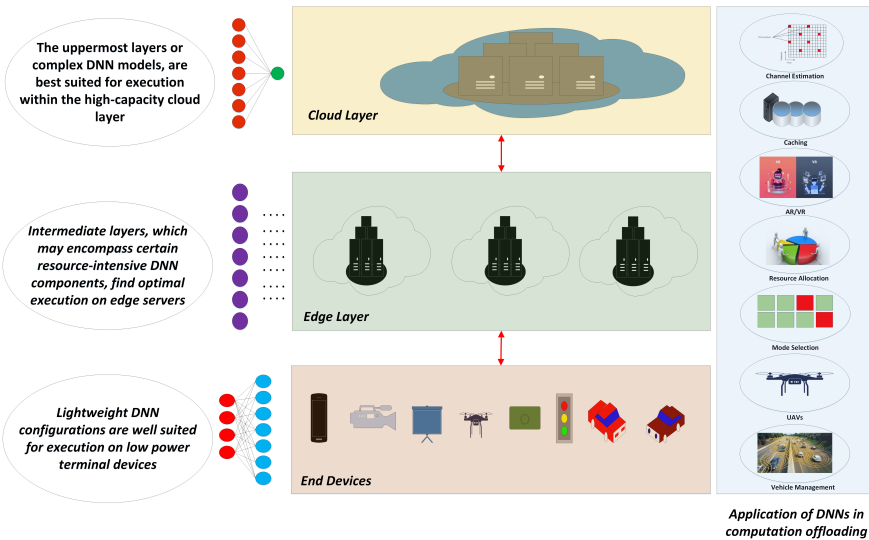 The uppermost layers or
complex DNN models, are
best suited for execution
within the high-capacity cloud
layer
Cloud Layer
Intermediate layers, which
may encompass certain
resource-intensive DNN
components, find optimal
execution on edge servers
Edge Layer
Lightweight DNN
configurations are well suited
for execution on low power
terminal devices
End Devices
Channel Estimation
Caching
AR/VR
Resource Allocation
Mode Selection
UAVs
Vehicle Management
Application of DNNs in
computation offloading